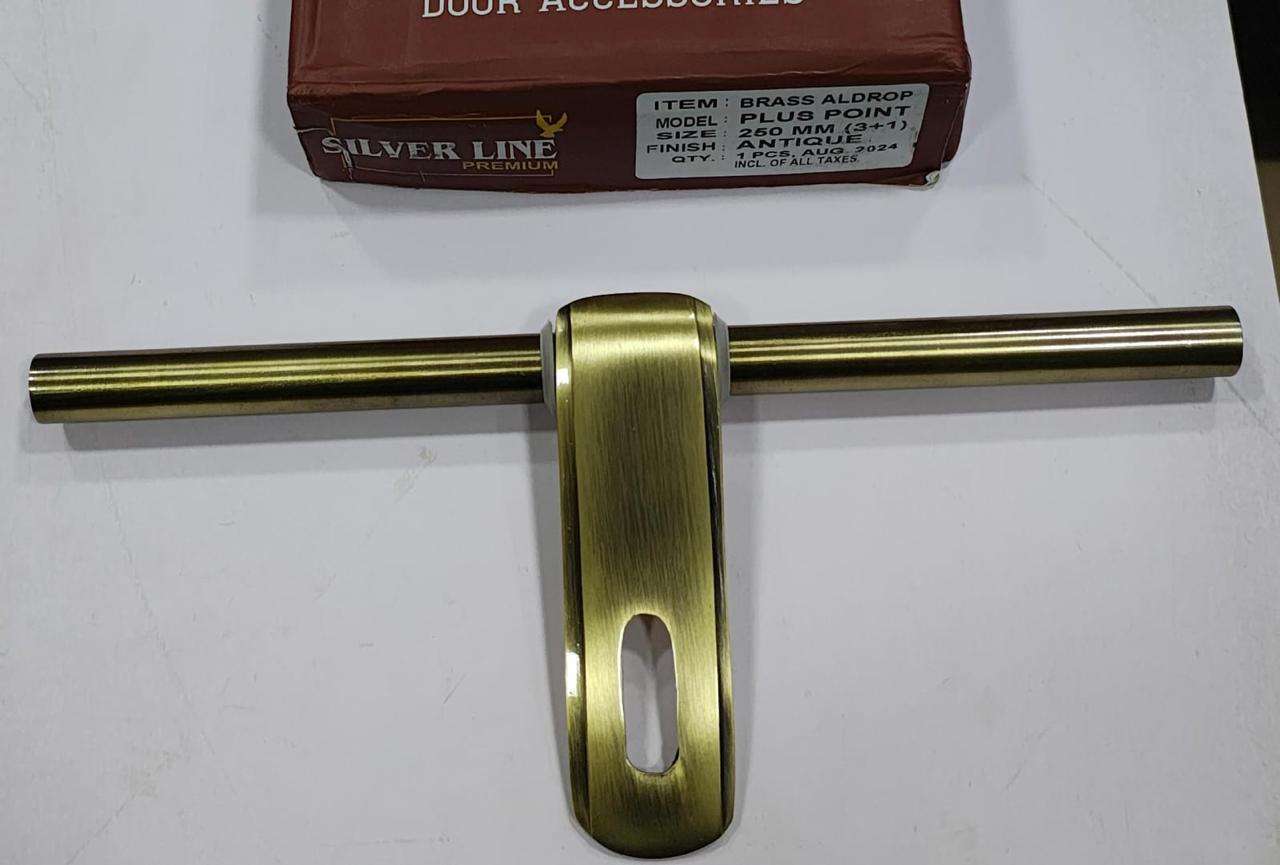 DOOR ACCESSORIES
SILVER LINE
PREMIUM
ITEM : BRASS ALDROP
MODEL : PLUS POINT
SIZE : 250 MM (3+1)
FINISH : ANTIQUE
QTY. : 1 PCS, AUG. 2024
INCL. OF ALL TAXES.